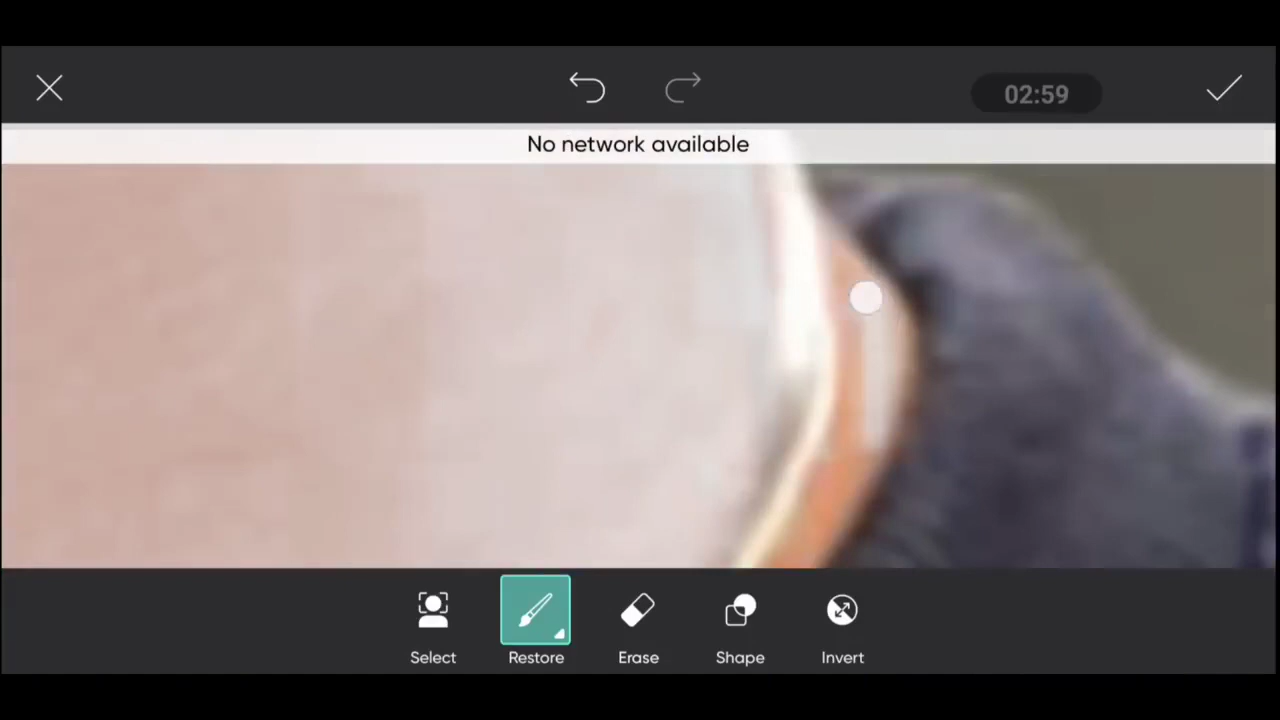 02:59
No network available
Select
Restore
Erase
Shape
Invert